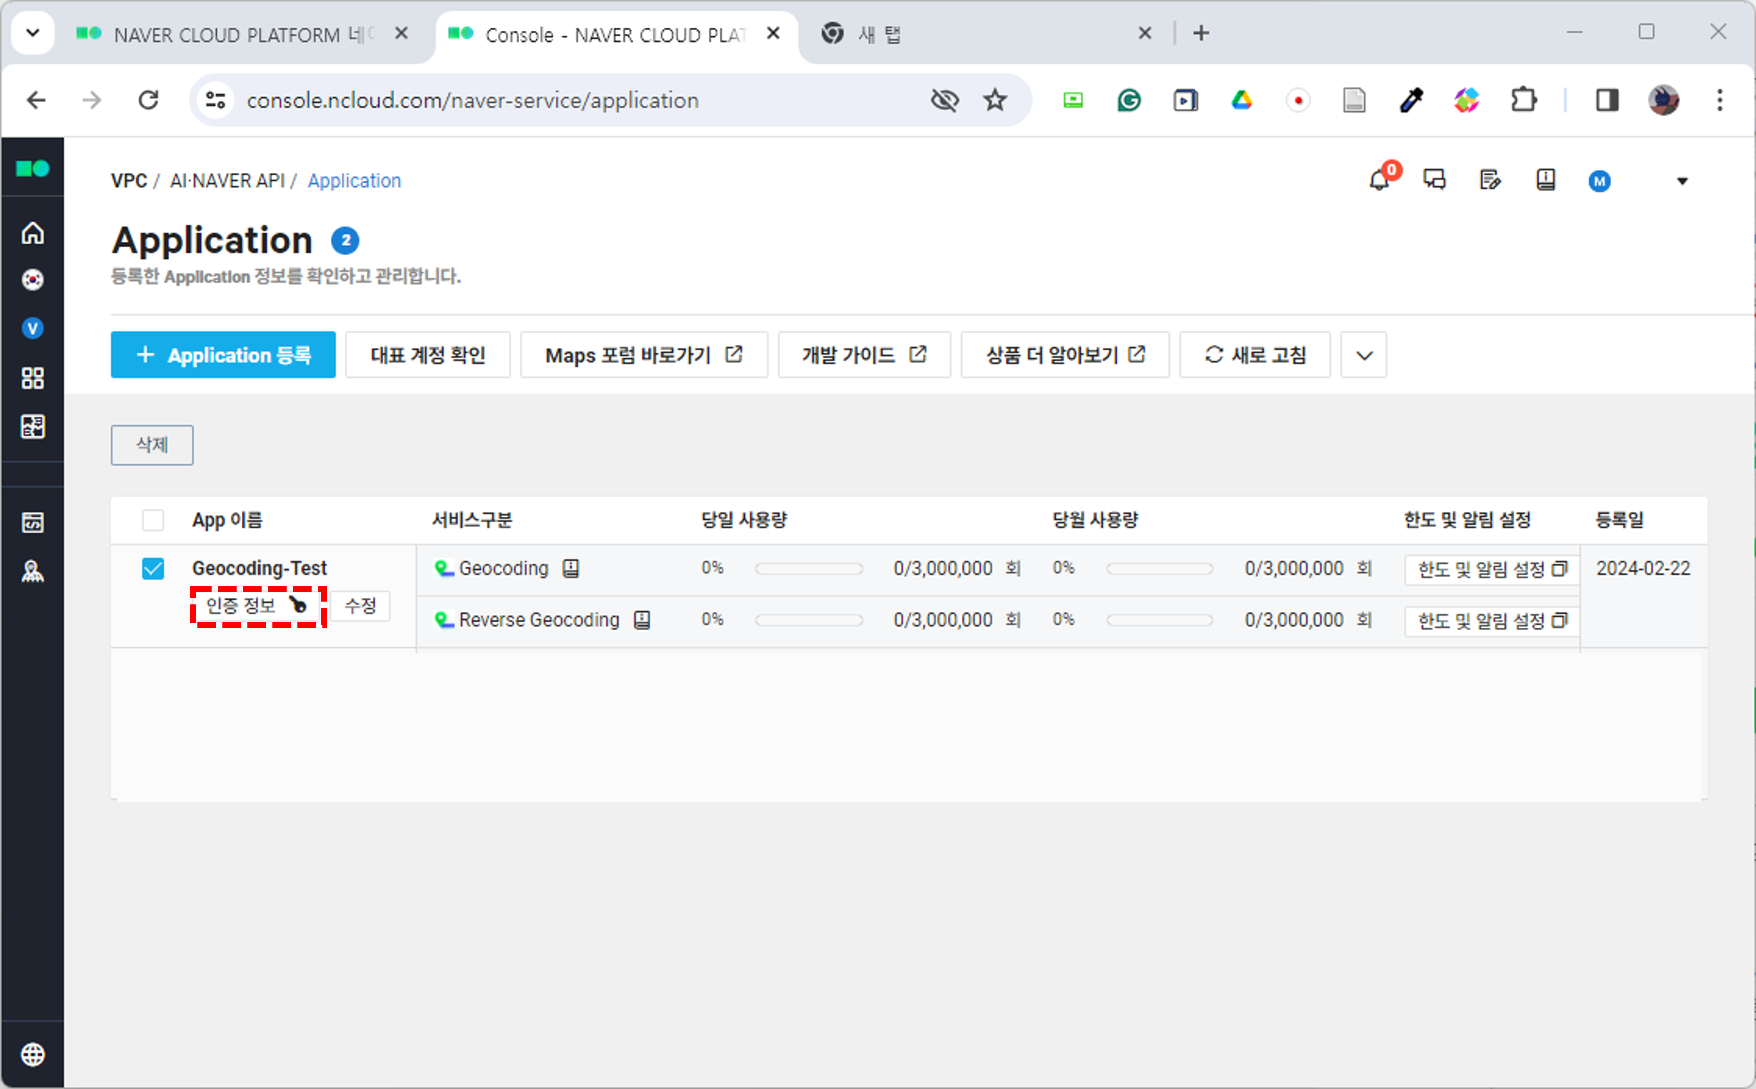 NAVER CLOUD PLATFORM 네이
Console - NAVER CLOUD PLAT
새 탭
console.ncloud.com/naver-service/application
VPC / AI·NAVER API / Application
0
M
V
Application 2
등록한 Application 정보를 확인하고 관리합니다.
+ Application 등록
대표 계정 확인
Maps 포럼 바로가기
개발 가이드
상품 더 알아보기
새로 고침
삭제
App 이름 서비스구분 당일 사용량 당월 사용량 한도 및 알림 설정 등록일
Geocoding-Test Geocoding 0% 0/3,000,000 회 0% 0/3,000,000 회 한도 및 알림 설정 2024-02-22
인증 정보 수정 Reverse Geocoding 0% 0/3,000,000 회 0% 0/3,000,000 회 한도 및 알림 설정